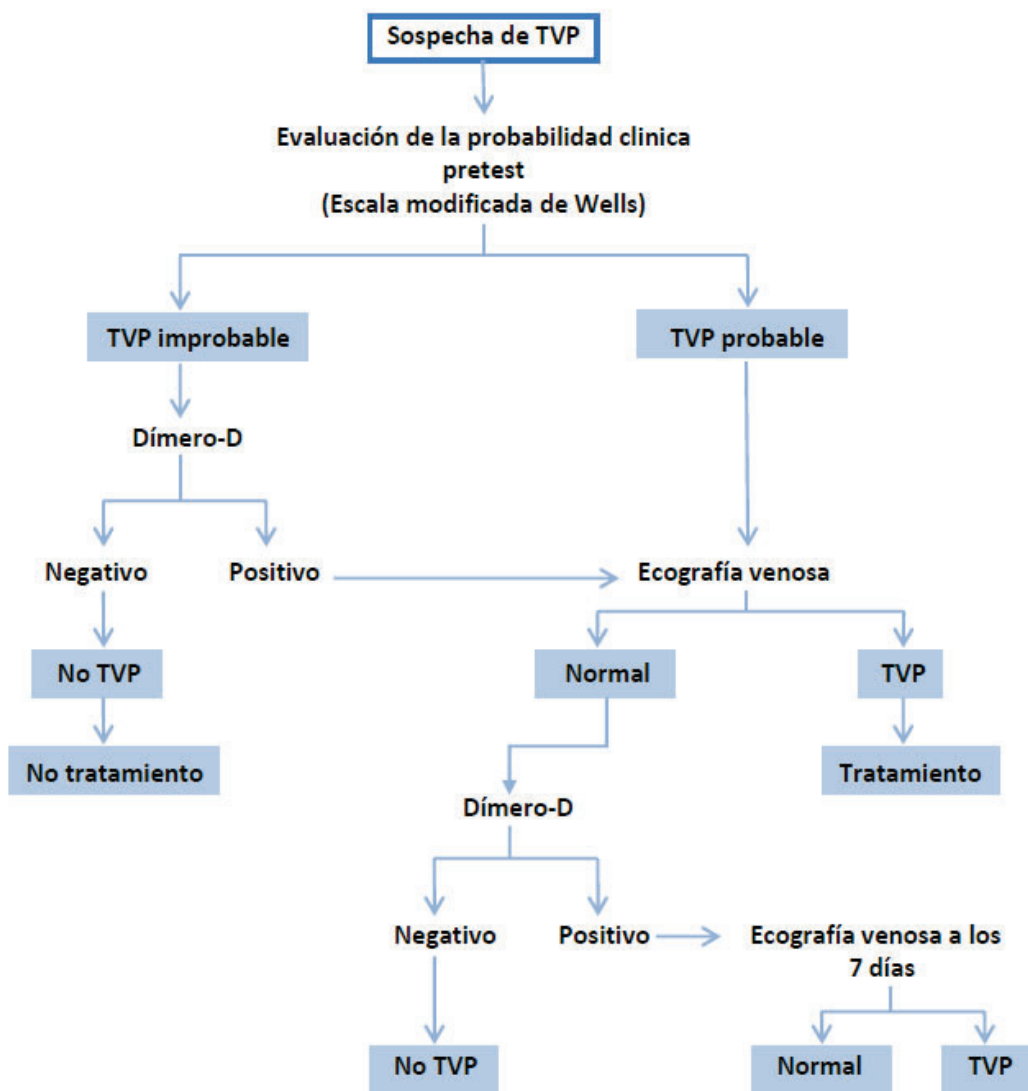 Sospecha de TVP
Evaluación de la probabilidad clinica
pretest
(Escala modificada de Wells)
TVP improbable
TVP probable
Dímero-D
Negativo
Positivo
Ecografía venosa
No TVP
Normal
TVP
No tratamiento
Tratamiento
Dímero-D
Negativo
Positivo
Ecografía venosa a los
7 días
No TVP
Normal
TVP